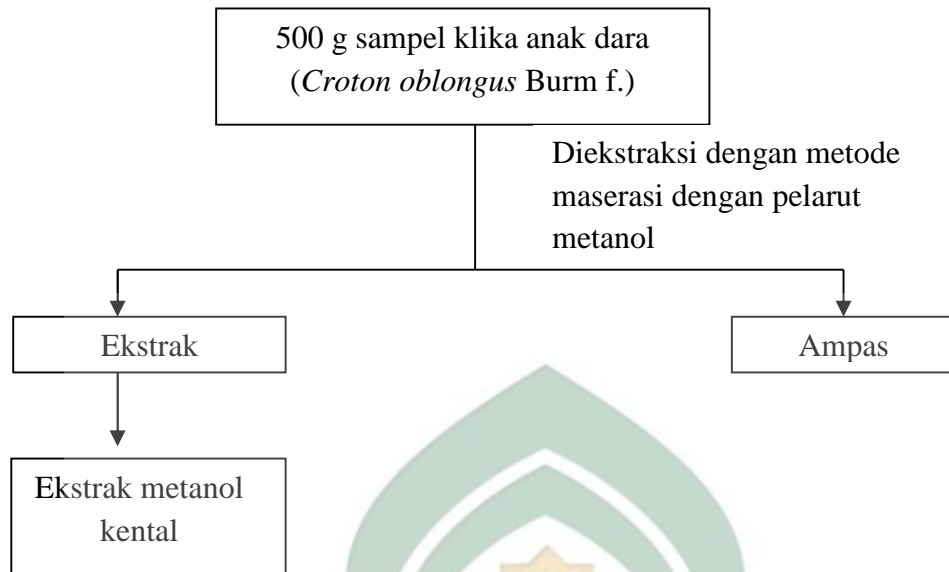 500 g sampel klika anak dara
(Croton oblongus Burm f.)
Diekstraksi dengan metode
maserasi dengan pelarut
metanol
Ekstrak
Ampas
Ekstrak metanol
kental